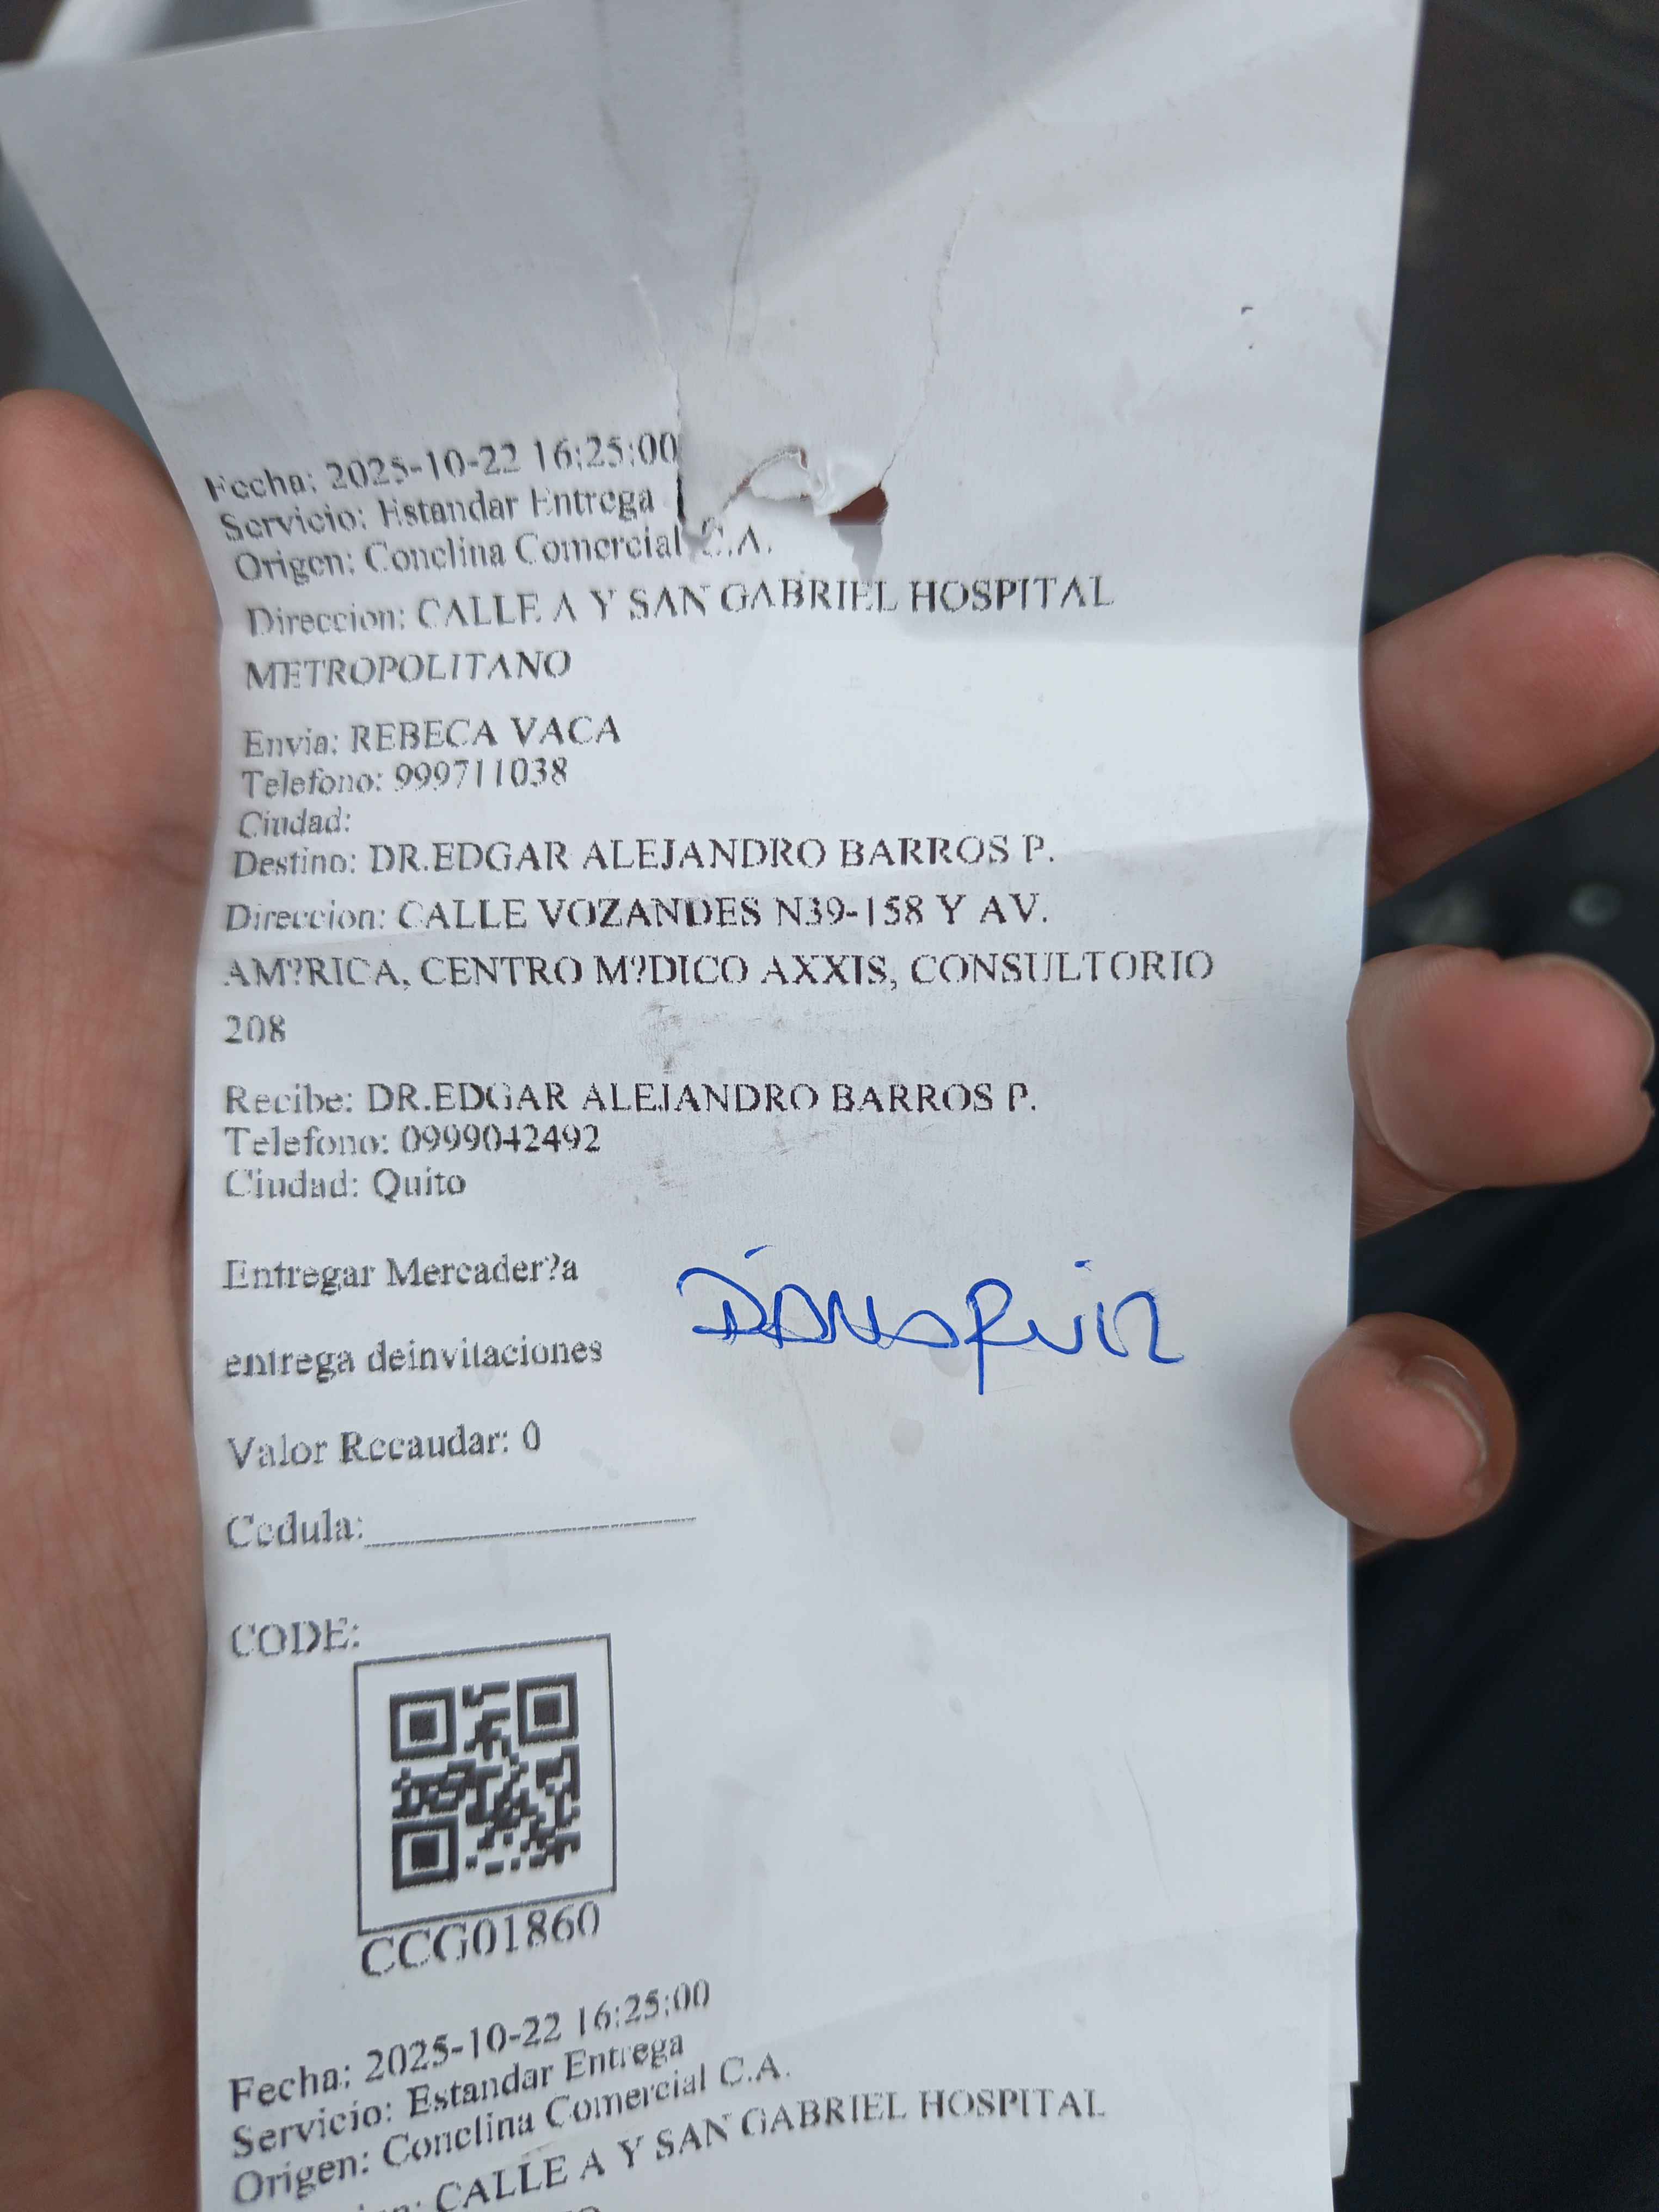 Fecha: 2025-10-22 16:25:00
Servicio: Estandar Entrega
Origen: Conclina Comercial C.A.
Direccion: CALLE A Y SAN GABRIEL HOSPITAL
METROPOLITANO
Envia: REBECA VACA
Telefono: 999711038
Ciudad:
Destino: DR.EDGAR ALEJANDRO BARROS P.
Direccion: CALLE VOZANDES N39-158 Y AV.
AM?RICA, CENTRO M?DICO AXXIS, CONSULTORIO
208
Recibe: DR.EDGAR ALEJANDRO BARROS P.
Telefono: 0999042492
Ciudad: Quito
Entregar Mercader?a
entrega deinvitaciones
Valor Recaudar: 0
Cedula:
CODE:
CCG01860
Fecha: 2025-10-22 16:25:00
Servicio: Estandar Entrega
Origen: Conclina Comercial C.A.
CALLE A Y SAN GABRIEL HOSPITAL